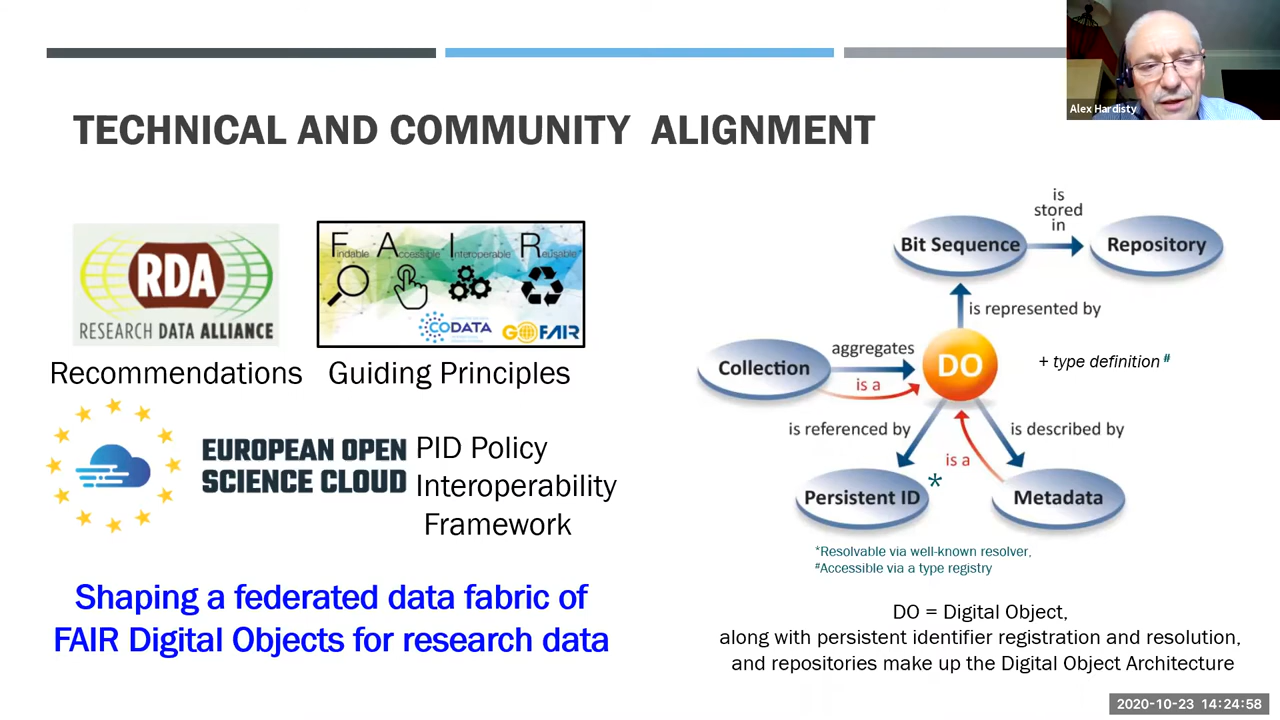 Alex Hardisty
TECHNICAL AND COMMUNITY ALIGNMENT
RDA
RESEARCH DATA ALLIANCE
Recommendations
F A I R
Findable Accessible Interoperable Reusable
CODATA
GO FAIR
Guiding Principles
EUROPEAN OPEN
SCIENCE CLOUD
PID Policy
Interoperability
Framework
Shaping a federated data fabric of
FAIR Digital Objects for research data
is
stored
in
Bit Sequence
Repository
is represented by
aggregates
Collection
DO
+ type definition #
is a
is referenced by
is described by
is a
Persistent ID
*
Metadata
*Resolvable via well-known resolver,
#Accessible via a type registry
DO = Digital Object,
along with persistent identifier registration and resolution,
and repositories make up the Digital Object Architecture
2020-10-23 14:24:58